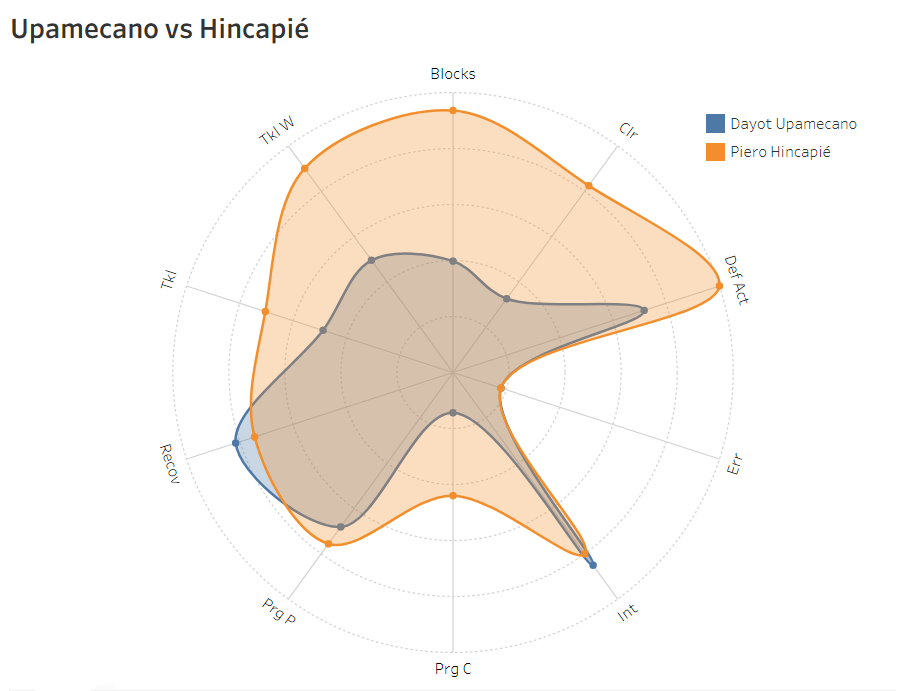 Upamecano vs Hincapié
Blocks
Clr
Def Act
Err
Int
Prg C
Prg P
Recov
Tkl
Tkl W
Dayot Upamecano
Piero Hincapié